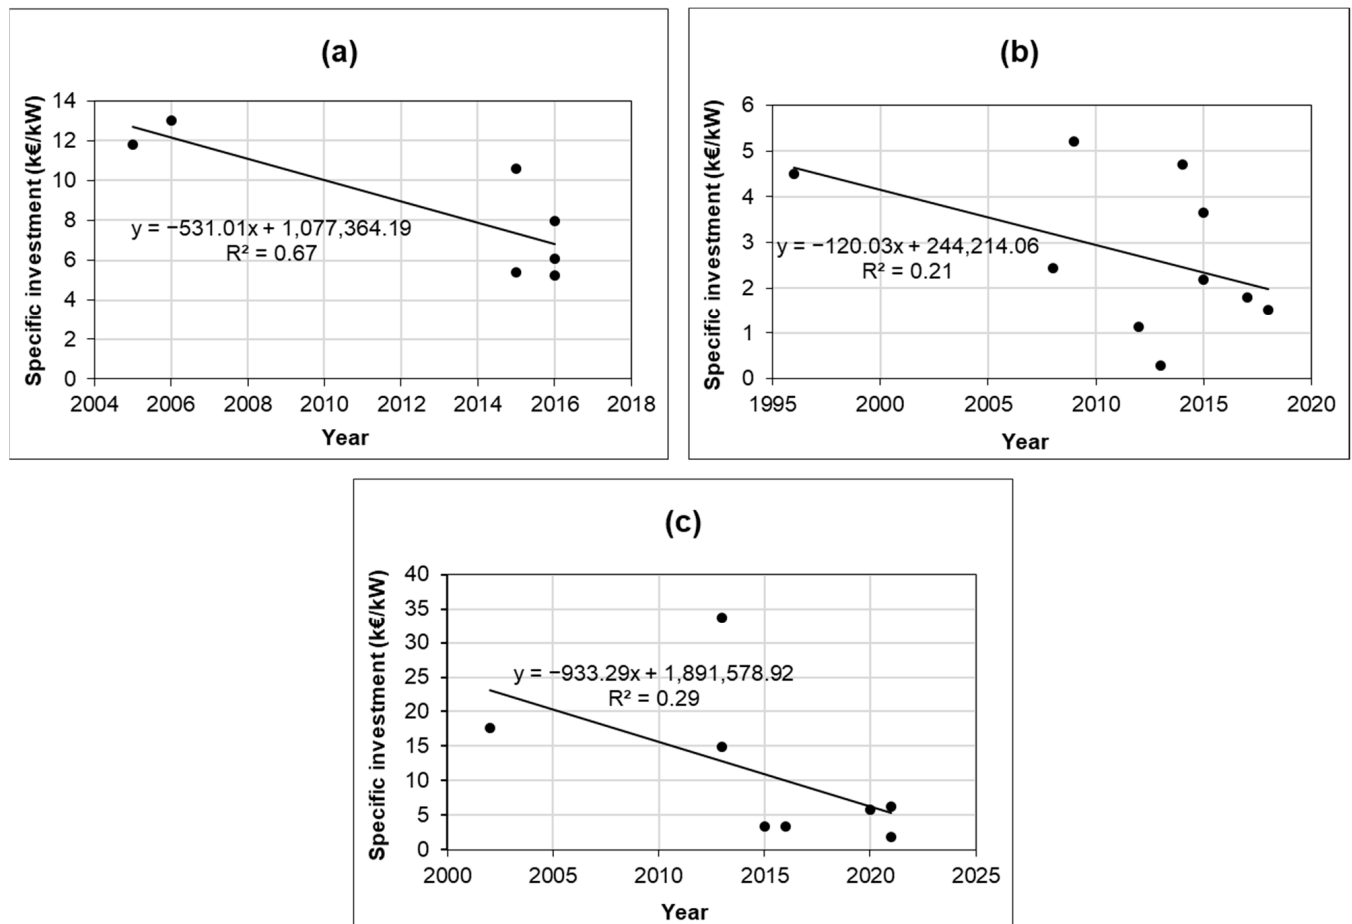 (a)
Specific investment (k€/kW)
14
12
10
8
6
4
2
0
y = −531.01x + 1,077,364.19
R² = 0.67
2004 2006 2008 2010 2012 2014 2016 2018
Year
(b)
Specific investment (k€/kW)
6
5
4
3
2
1
0
y = −120.03x + 244,214.06
R² = 0.21
1995 2000 2005 2010 2015 2020
Year
(c)
Specific investment (k€/kW)
40
35
30
25
20
15
10
5
0
y = −933.29x + 1,891,578.92
R² = 0.29
2000 2005 2010 2015 2020 2025
Year